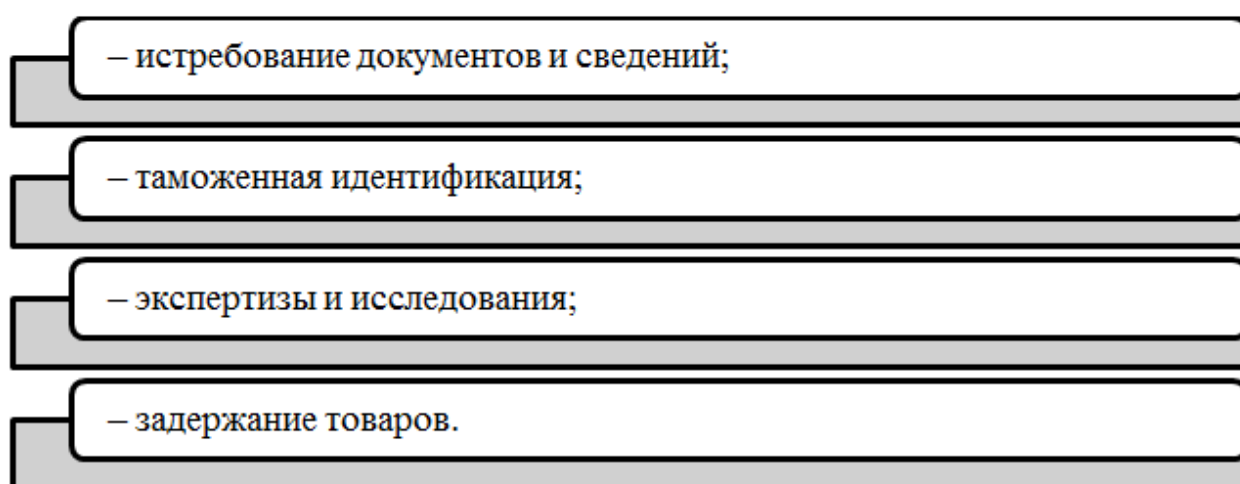 – истребование документов и сведений;
– таможенная идентификация;
– экспертизы и исследования;
– задержание товаров.